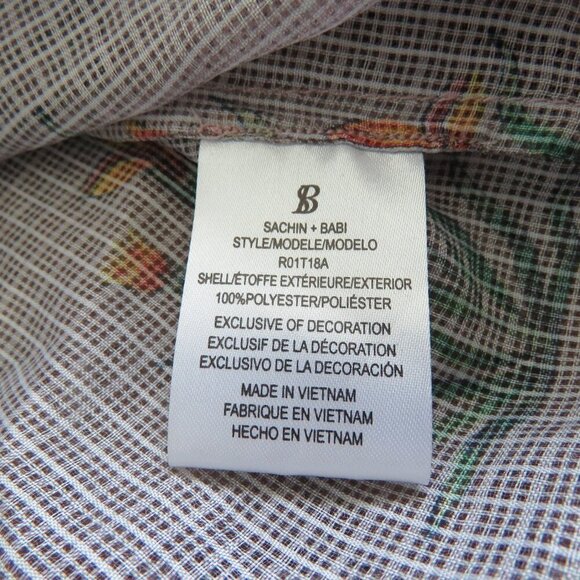 SB
SACHIN + BABI
STYLE/MODELE/MODELO
R01T18A
SHELL/ÉTOFFE EXTÉRIEURE/EXTERIOR
100%POLYESTER/POLIÉSTER
EXCLUSIVE OF DECORATION
EXCLUSIF DE LA DÉCORATION
EXCLUSIVO DE LA DECORACIÓN
MADE IN VIETNAM
FABRIQUE EN VIETNAM
HECHO EN VIETNAM